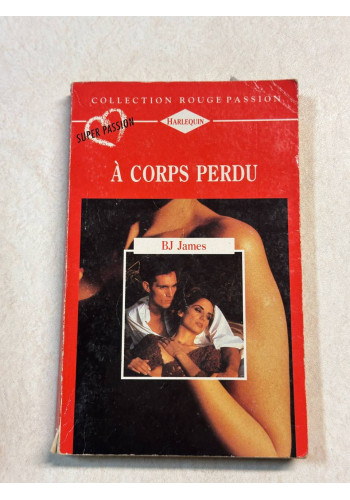 COLLECTION ROUGE PASSION
HARLEQUIN
SUPER PASSION
À CORPS PERDU
BJ James